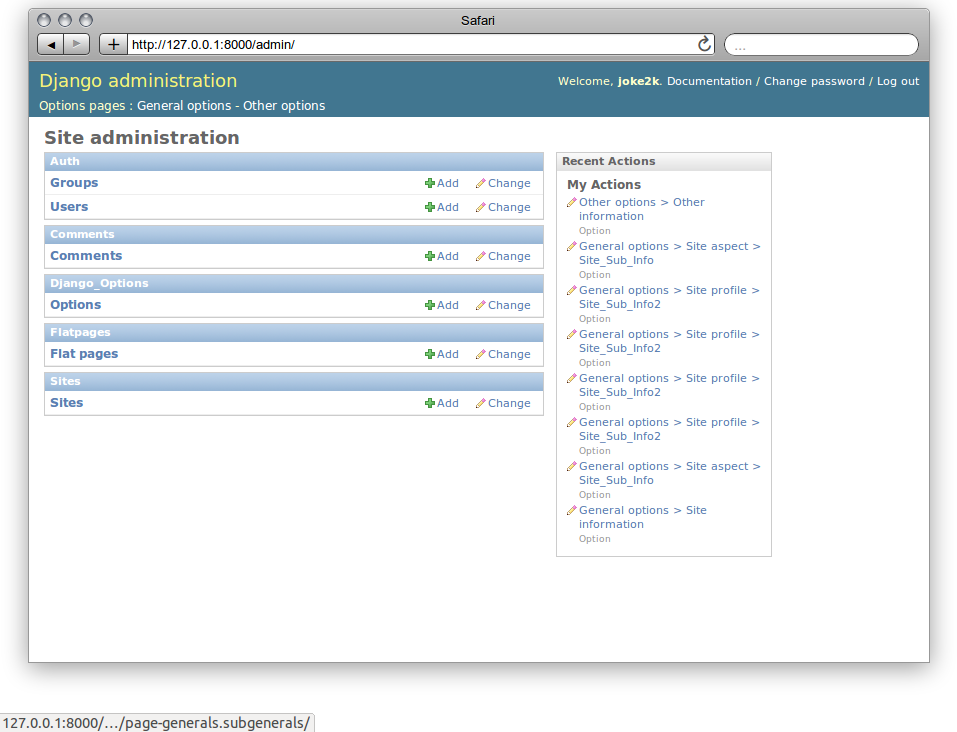 Safari
http://127.0.0.1:8000/admin/
...
Django administration
Welcome, joke2k. Documentation / Change password / Log out
Options pages : General options - Other options
Site administration
Auth
Groups Add Change
Users Add Change
Comments
Comments Add Change
Django_Options
Options Add Change
Flatpages
Flat pages Add Change
Sites
Sites Add Change
Recent Actions
My Actions
Other options > Other
information
Option
General options > Site aspect >
Site_Sub_Info
Option
General options > Site profile >
Site_Sub_Info2
Option
General options > Site profile >
Site_Sub_Info2
Option
General options > Site profile >
Site_Sub_Info2
Option
General options > Site profile >
Site_Sub_Info2
Option
General options > Site aspect >
Site_Sub_Info
Option
General options > Site
information
Option
127.0.0.1:8000/.../page-generals.subgenerals/